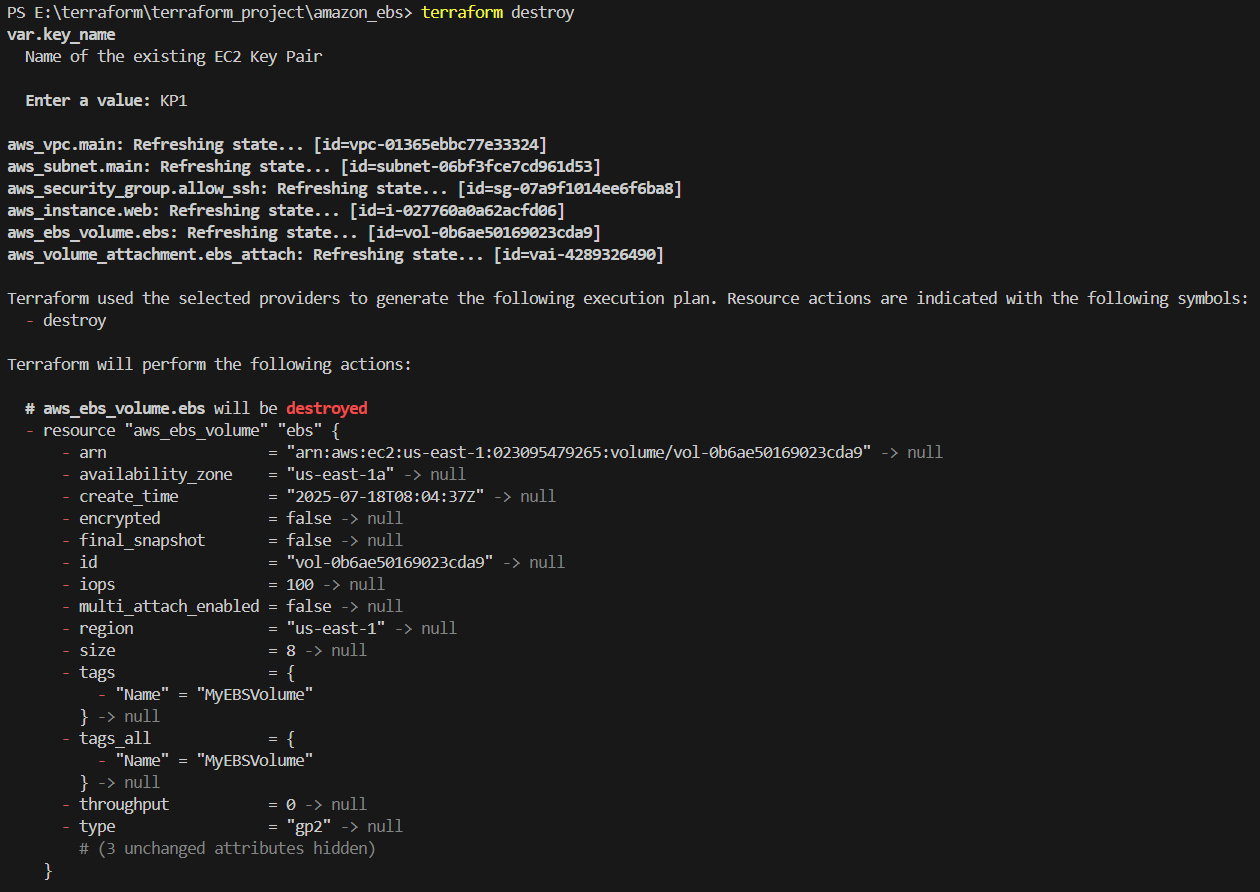 PS E:\terraform\terraform_project\amazon_ebs> terraform destroy
var.key_name
  Name of the existing EC2 Key Pair

  Enter a value: KP1

aws_vpc.main: Refreshing state... [id=vpc-01365ebbc77e33324]
aws_subnet.main: Refreshing state... [id=subnet-06bf3fce7cd961d53]
aws_security_group.allow_ssh: Refreshing state... [id=sg-07a9f1014ee6f6ba8]
aws_instance.web: Refreshing state... [id=i-027760a0a62acfd06]
aws_ebs_volume.ebs: Refreshing state... [id=vol-0b6ae50169023cda9]
aws_volume_attachment.ebs_attach: Refreshing state... [id=vai-4289326490]

Terraform used the selected providers to generate the following execution plan. Resource actions are indicated with the following symbols:
  - destroy

Terraform will perform the following actions:

  # aws_ebs_volume.ebs will be destroyed
  - resource "aws_ebs_volume" "ebs" {
      - arn                  = "arn:aws:ec2:us-east-1:023095479265:volume/vol-0b6ae50169023cda9" -> null
      - availability_zone    = "us-east-1a" -> null
      - create_time          = "2025-07-18T08:04:37Z" -> null
      - encrypted            = false -> null
      - final_snapshot       = false -> null
      - id                   = "vol-0b6ae50169023cda9" -> null
      - iops                 = 100 -> null
      - multi_attach_enabled = false -> null
      - region               = "us-east-1" -> null
      - size                 = 8 -> null
      - tags                 = {
          - "Name" = "MyEBSVolume"
        } -> null
      - tags_all             = {
          - "Name" = "MyEBSVolume"
        } -> null
      - throughput           = 0 -> null
      - type                 = "gp2" -> null
        # (3 unchanged attributes hidden)
    }